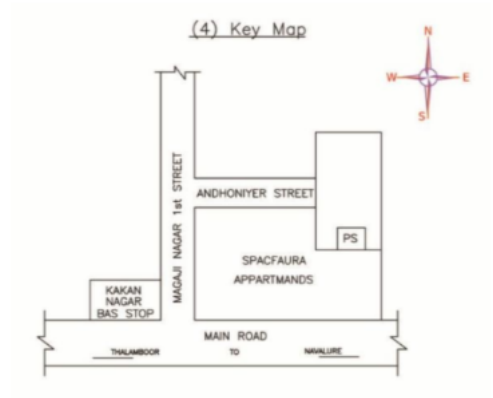 (4) Key Map
N
W E
S
MAGAJI NAGAR 1st STREET
ANDHONIYER STREET
PS
SPACFAURA
APPARTMANDS
KAKAN
NAGAR
BAS STOP
MAIN ROAD
THALAMBOOR TO NAVALURE